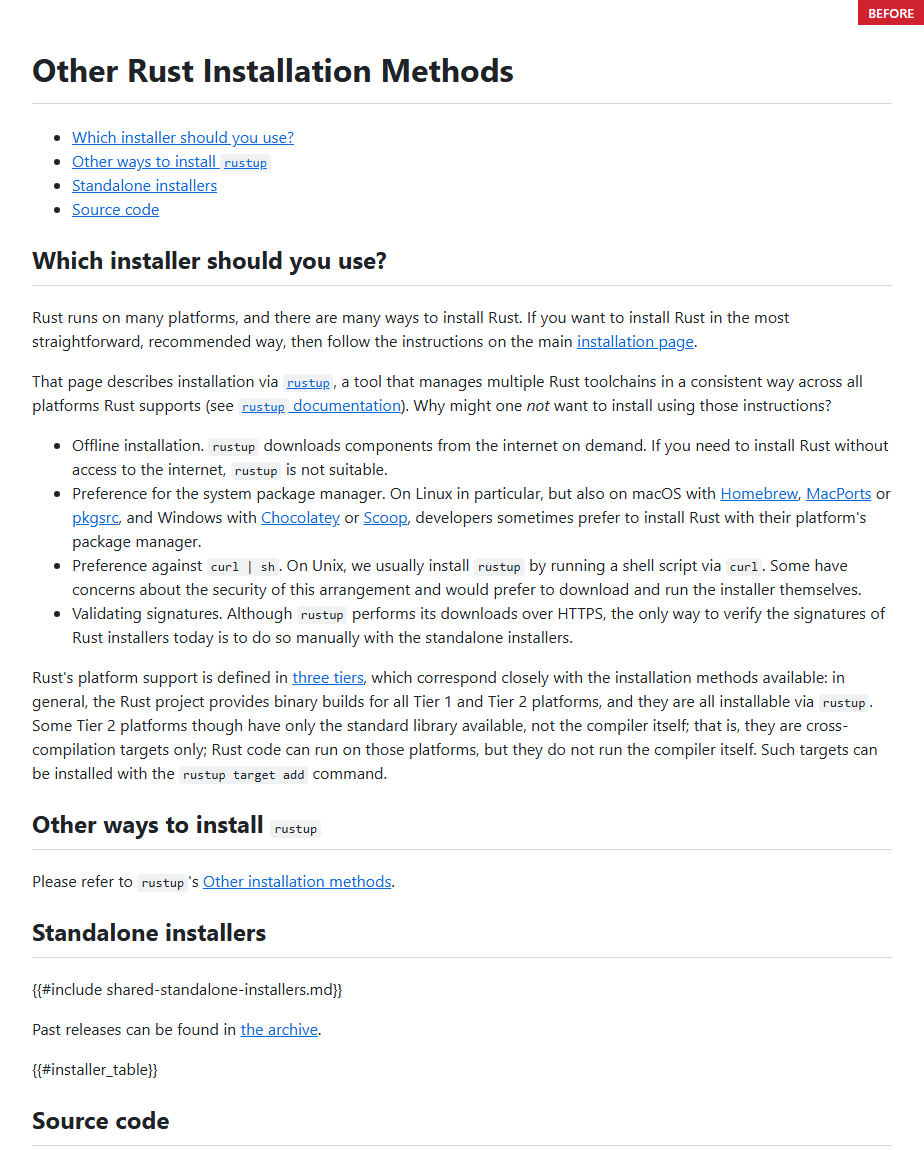 BEFORE
Other Rust Installation Methods
Which installer should you use?
Other ways to install rustup
Standalone installers
Source code
Which installer should you use?
Rust runs on many platforms, and there are many ways to install Rust. If you want to install Rust in the most
straightforward, recommended way, then follow the instructions on the main installation page.
That page describes installation via rustup, a tool that manages multiple Rust toolchains in a consistent way across all
platforms Rust supports (see rustup documentation). Why might one not want to install using those instructions?
Offline installation. rustup downloads components from the internet on demand. If you need to install Rust without
access to the internet, rustup is not suitable.
Preference for the system package manager. On Linux in particular, but also on macOS with Homebrew, MacPorts or
pkgsrc, and Windows with Chocolatey or Scoop, developers sometimes prefer to install Rust with their platform's
package manager.
Preference against curl | sh. On Unix, we usually install rustup by running a shell script via curl. Some have
concerns about the security of this arrangement and would prefer to download and run the installer themselves.
Validating signatures. Although rustup performs its downloads over HTTPS, the only way to verify the signatures of
Rust installers today is to do so manually with the standalone installers.
Rust's platform support is defined in three tiers, which correspond closely with the installation methods available: in
general, the Rust project provides binary builds for all Tier 1 and Tier 2 platforms, and they are all installable via rustup.
Some Tier 2 platforms though have only the standard library available, not the compiler itself; that is, they are cross-
compilation targets only; Rust code can run on those platforms, but they do not run the compiler itself. Such targets can
be installed with the rustup target add command.
Other ways to install rustup
Please refer to rustup's Other installation methods.
Standalone installers
{{#include shared-standalone-installers.md}}
Past releases can be found in the archive.
{{#installer_table}}
Source code